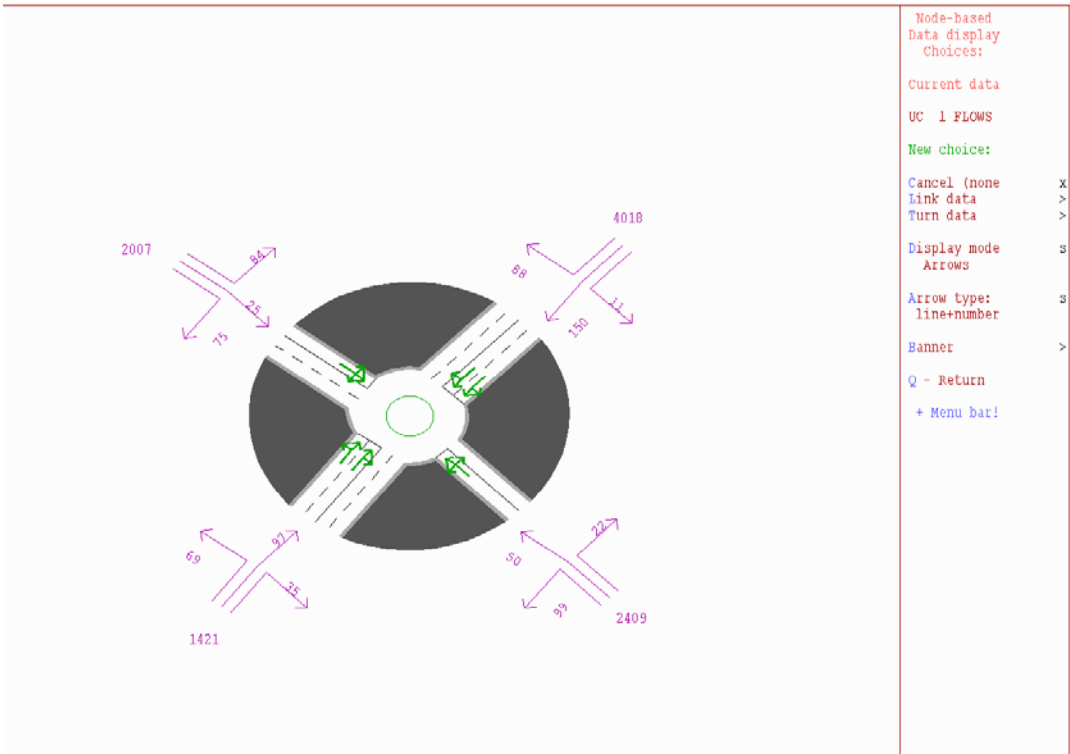 Node-based
Data display
Choices:
Current data
UC 1 FLOWS
New choice:
Cancel (none x
Link data >
Turn data >
Display mode s
Arrows
Arrow type: s
line+number
Banner >
Q - Return
+ Menu bar!
4018
2007
84
88
25
11
75
150
97
22
69
50
35
99
2409
1421